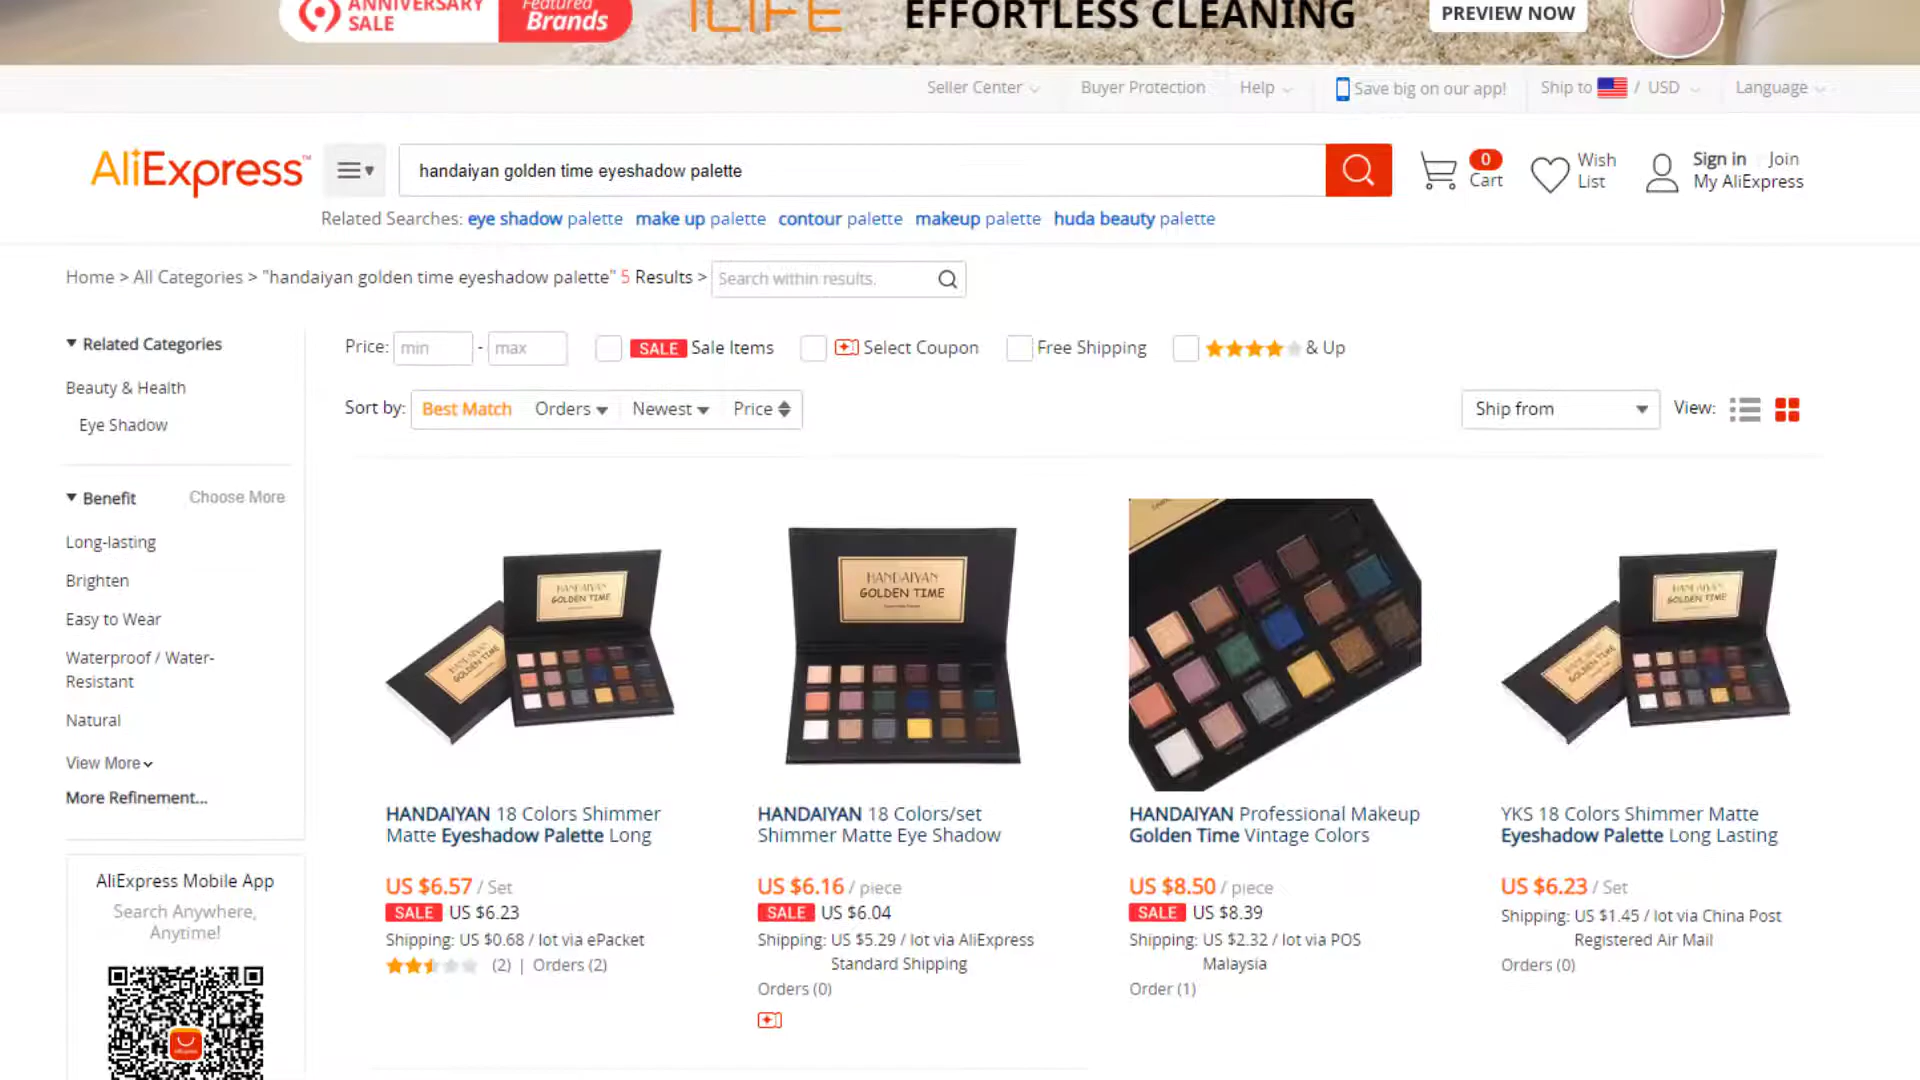 ANNIVERSARY
SALE
Featured
Brands
ILIFE
EFFORTLESS CLEANING
PREVIEW NOW
Seller Center
Buyer Protection
Help
Save big on our app!
Ship to / USD
Language
AliExpress™
handaiyan golden time eyeshadow palette
0
Cart
Wish
List
Sign in Join
My AliExpress
Related Searches: eye shadow palette make up palette contour palette makeup palette huda beauty palette
Home > All Categories > "handaiyan golden time eyeshadow palette" 5 Results >
Search within results.
Related Categories
Beauty & Health
Eye Shadow
Benefit
Choose More
Long-lasting
Brighten
Easy to Wear
Waterproof / Water-
Resistant
Natural
View More
More Refinement...
AliExpress Mobile App
Search Anywhere,
Anytime!
Price: min - max
SALE Sale Items
Select Coupon
Free Shipping
& Up
Sort by: Best Match Orders Newest Price
Ship from
View:
HANDAIYAN
GOLDEN TIME
HANDAIYAN
GOLDEN TIME
HANDAIYAN
GOLDEN TIME
HANDAIYAN
GOLDEN TIME
HANDAIYAN 18 Colors Shimmer
Matte Eyeshadow Palette Long
US $6.57 / Set
SALE US $6.23
Shipping: US $0.68 / lot via ePacket
(2) | Orders (2)
HANDAIYAN 18 Colors/set
Shimmer Matte Eye Shadow
US $6.16 / piece
SALE US $6.04
Shipping: US $5.29 / lot via AliExpress
Standard Shipping
Orders (0)
HANDAIYAN Professional Makeup
Golden Time Vintage Colors
US $8.50 / piece
SALE US $8.39
Shipping: US $2.32 / lot via POS
Malaysia
Order (1)
YKS 18 Colors Shimmer Matte
Eyeshadow Palette Long Lasting
US $6.23 / Set
Shipping: US $1.45 / lot via China Post
Registered Air Mail
Orders (0)